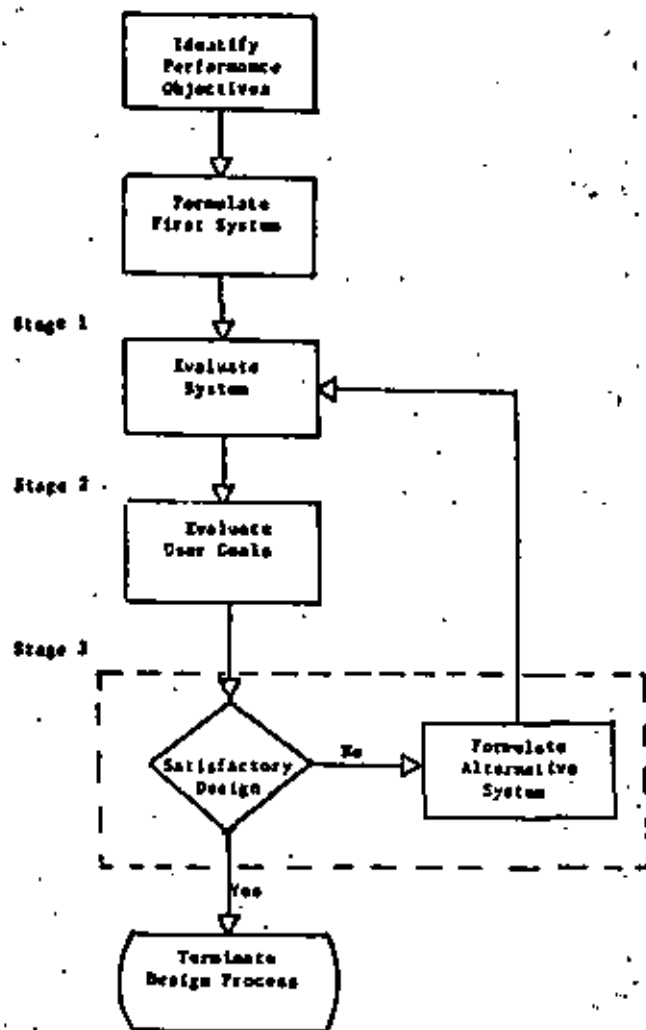 Identify
Performance
Objectives
Formulate
First System
Stage 1
Evaluate
System
Stage 2
Evaluate
User Goals
Stage 3
Satisfactory
Design
No
Formulate
Alternative
System
Yes
Terminate
Design Process